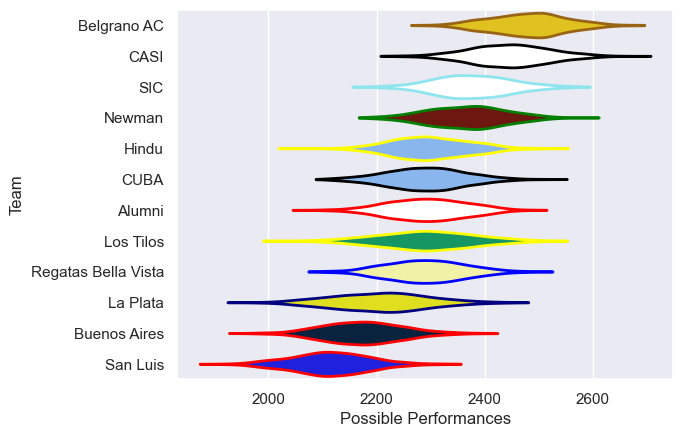 Belgrano AC
CASI
SIC
Newman
Hindu
CUBA
Alumni
Los Tilos
Regatas Bella Vista
La Plata
Buenos Aires
San Luis
Team
2000 2200 2400 2600
Possible Performances